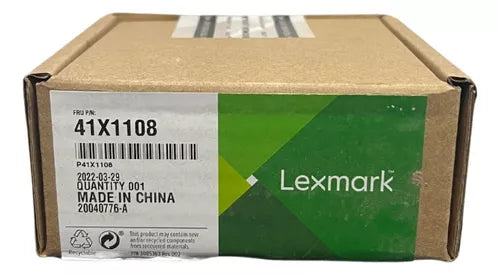 FRU P/N:
41X1108
P41X1108
2022-03-29
QUANTITY 001
MADE IN CHINA
20040776-A
Lexmark™
Recyclable
This product may contain new
and/or recycled components
from recovered materials.